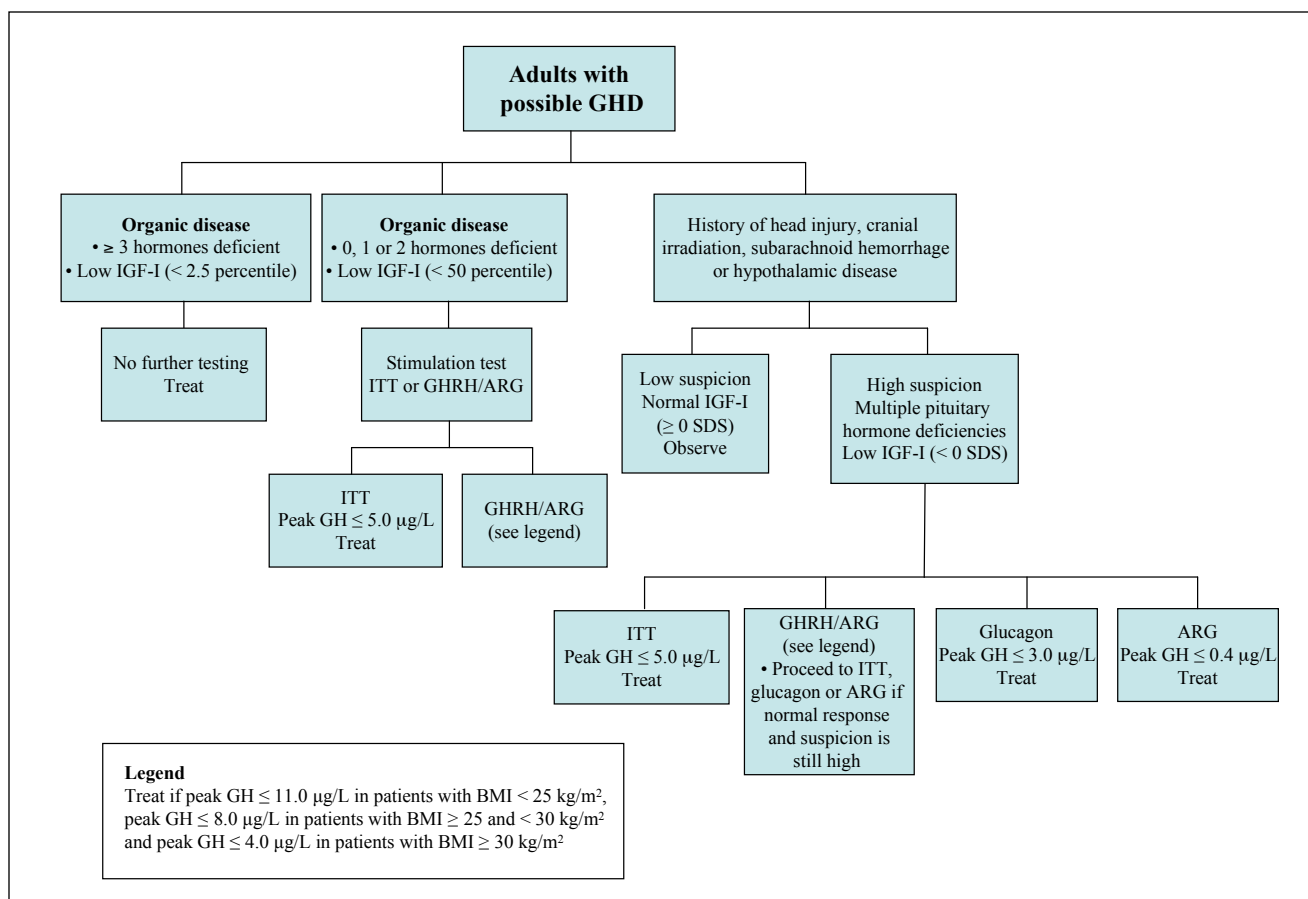 Adults with
possible GHD
Organic disease
• ≥ 3 hormones deficient
• Low IGF-I (< 2.5 percentile)
Organic disease
• 0, 1 or 2 hormones deficient
• Low IGF-I (< 50 percentile)
History of head injury, cranial
irradiation, subarachnoid hemorrhage
or hypothalamic disease
No further testing
Treat
Stimulation test
ITT or GHRH/ARG
Low suspicion
Normal IGF-I
(≥ 0 SDS)
Observe
High suspicion
Multiple pituitary
hormone deficiencies
Low IGF-I (< 0 SDS)
ITT
Peak GH ≤ 5.0 µg/L
Treat
GHRH/ARG
(see legend)
ITT
Peak GH ≤ 5.0 µg/L
Treat
GHRH/ARG
(see legend)
• Proceed to ITT,
glucagon or ARG if
normal response
and suspicion is
still high
Glucagon
Peak GH ≤ 3.0 µg/L
Treat
ARG
Peak GH ≤ 0.4 µg/L
Treat
Legend
Treat if peak GH ≤ 11.0 µg/L in patients with BMI < 25 kg/m²,
peak GH ≤ 8.0 µg/L in patients with BMI ≥ 25 and < 30 kg/m²
and peak GH ≤ 4.0 µg/L in patients with BMI ≥ 30 kg/m²